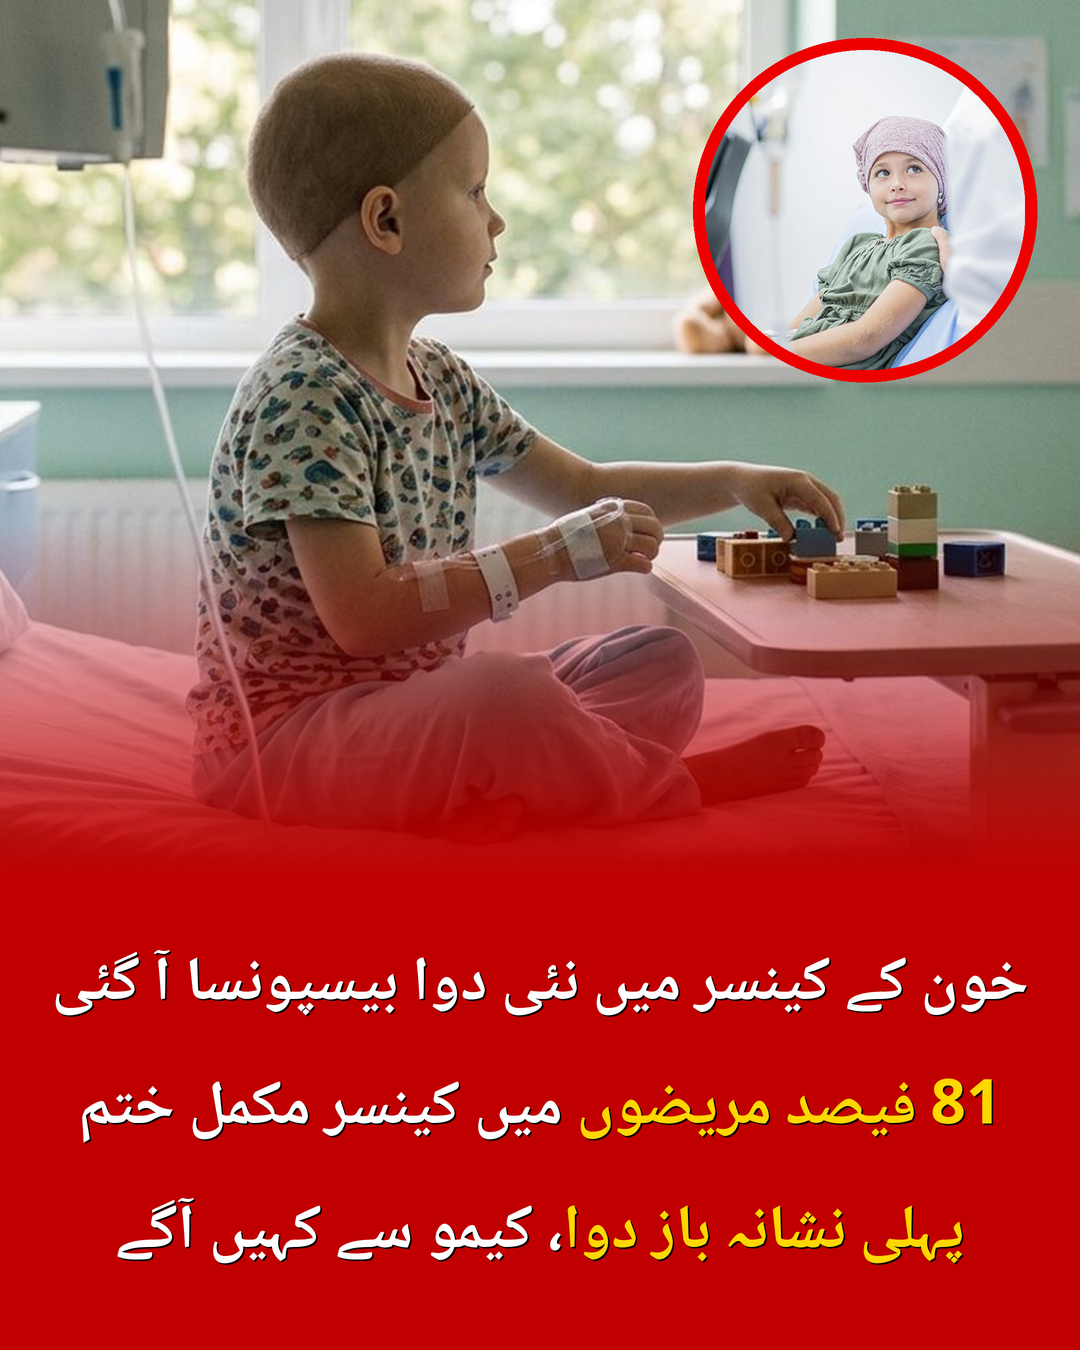 خون کے کینسر میں نئی دوا بیسپونسا آ گئی
81 فیصد مریضوں میں کینسر مکمل ختم
پہلی نشانہ باز دوا، کیمو سے کہیں آگے